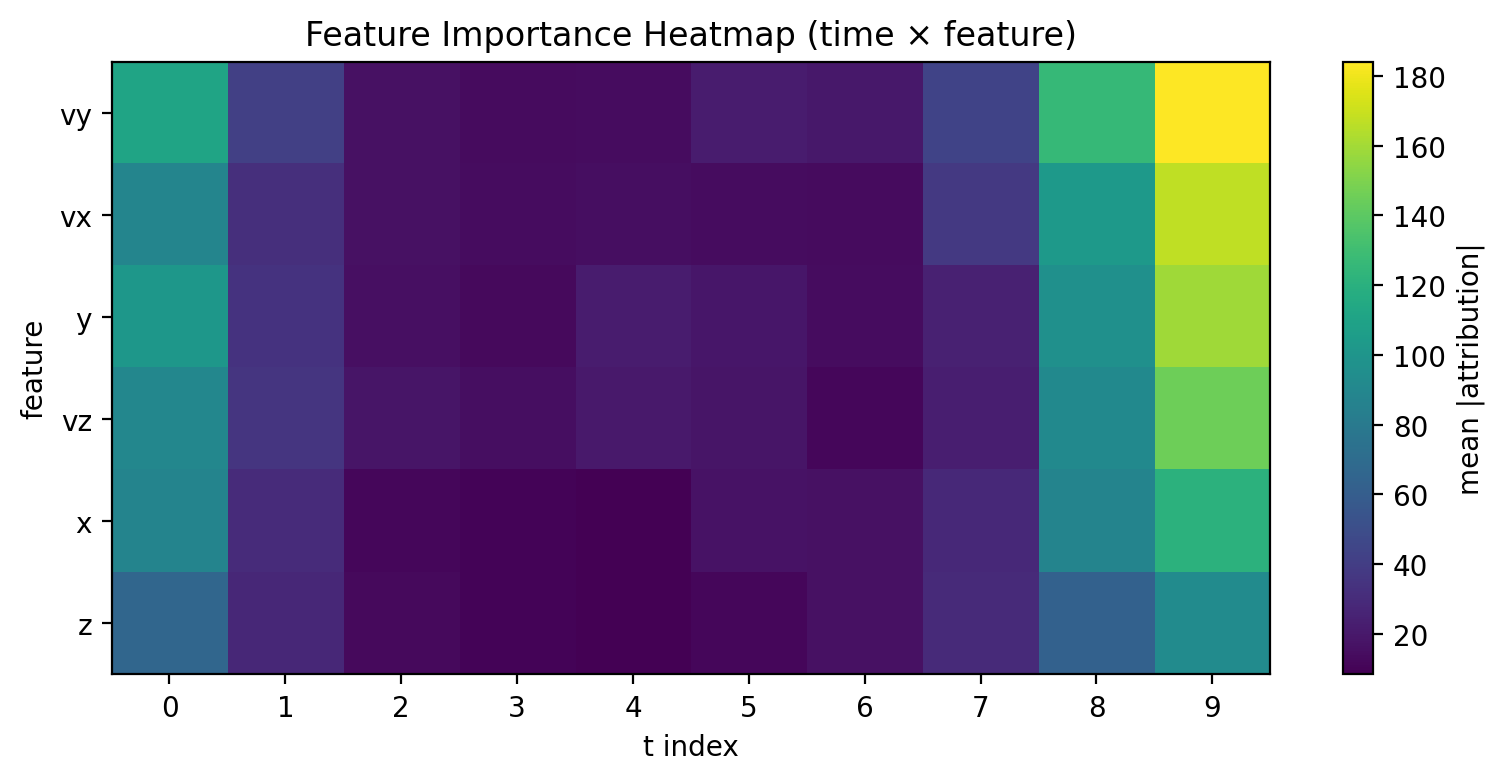 Feature Importance Heatmap (time × feature)
feature
vy
vx
y
vz
x
z
0 1 2 3 4 5 6 7 8 9
t index
180
160
140
120
100
80
60
40
20
mean |attribution|